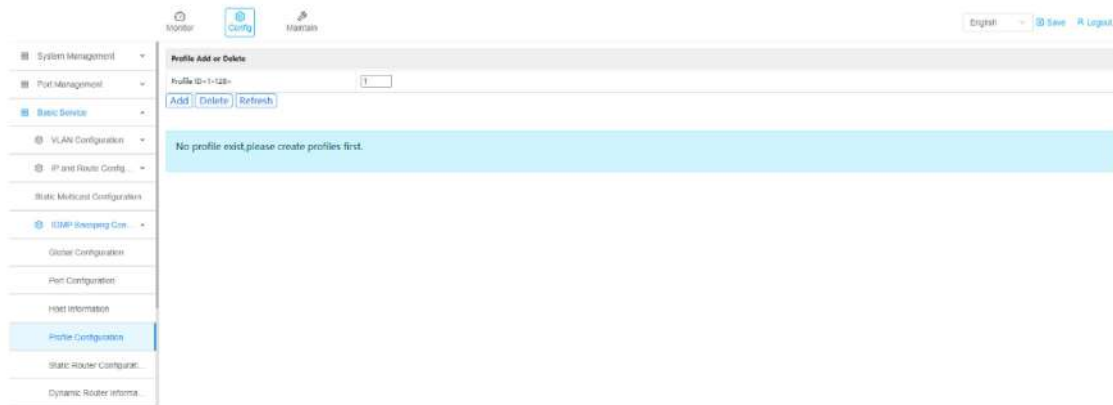 Monitor
Config
Maintain
English
Save
Logout
System Management
Port Management
Basic Service
VLAN Configuration
IP and Route Config...
Static Multicast Configuration
IGMP Snooping Con...
Global Configuration
Port Configuration
Host Information
Profile Configuration
Static Router Configurat...
Dynamic Router Informa...
Profile Add or Delete
Profile ID<1-128>
1
Add
Delete
Refresh
No profile exist,please create profiles first.